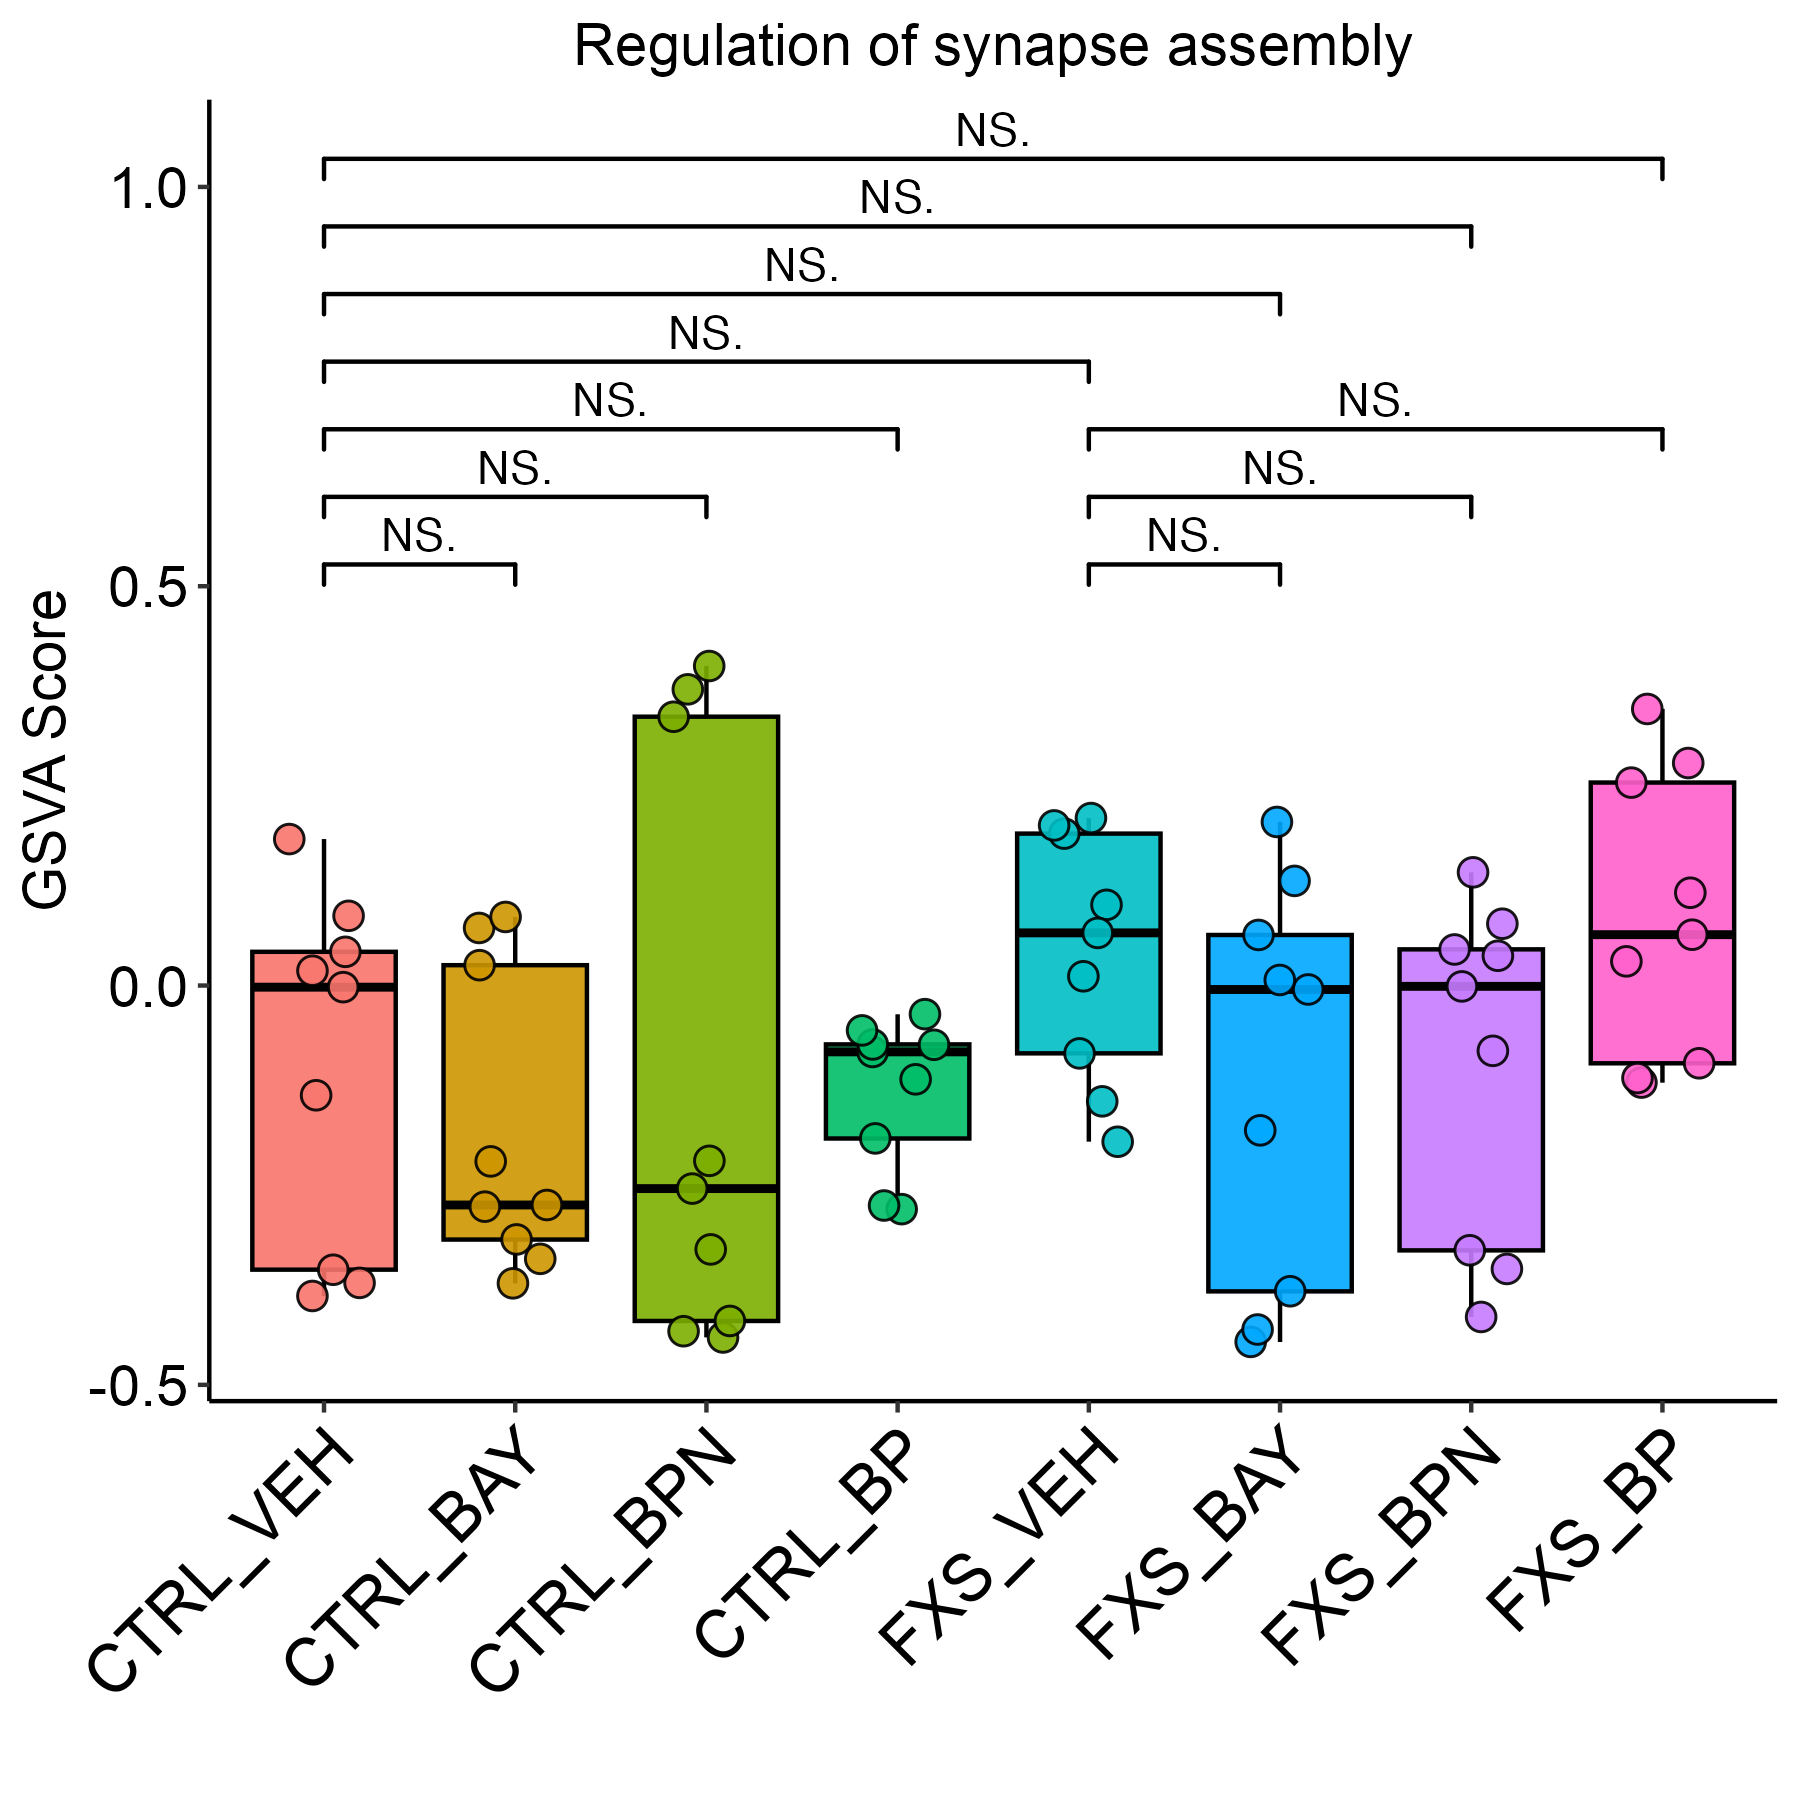 Regulation of synapse assembly
NS.
NS.
NS.
NS.
NS. NS.
NS. NS.
NS. NS.
1.0
0.5
0.0
-0.5
GSVA Score
CTRL_VEH
CTRL_BAY
CTRL_BPN
CTRL_BP
FXS_VEH
FXS_BAY
FXS_BPN
FXS_BP